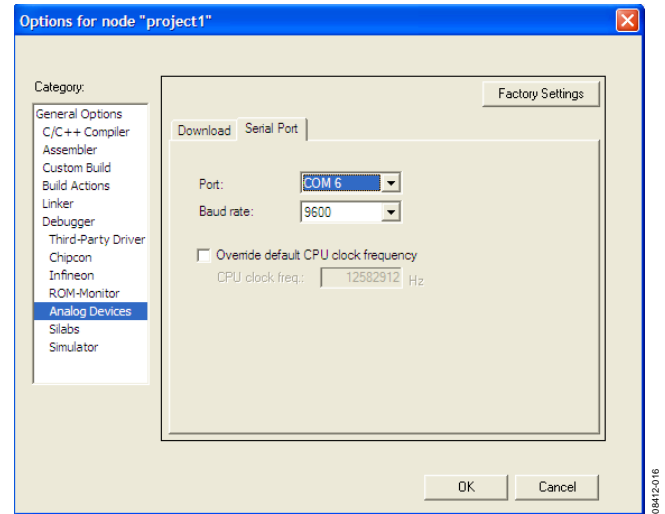 Options for node "project1"
Category:
General Options
C/C++ Compiler
Assembler
Custom Build
Build Actions
Linker
Debugger
Third-Party Driver
Chipcon
Infineon
ROM-Monitor
Analog Devices
Silabs
Simulator
Factory Settings
Download Serial Port
Port: COM 6
Baud rate: 9600
Override default CPU clock frequency
CPU clock freq.: 12582912 Hz
OK Cancel
08412-016